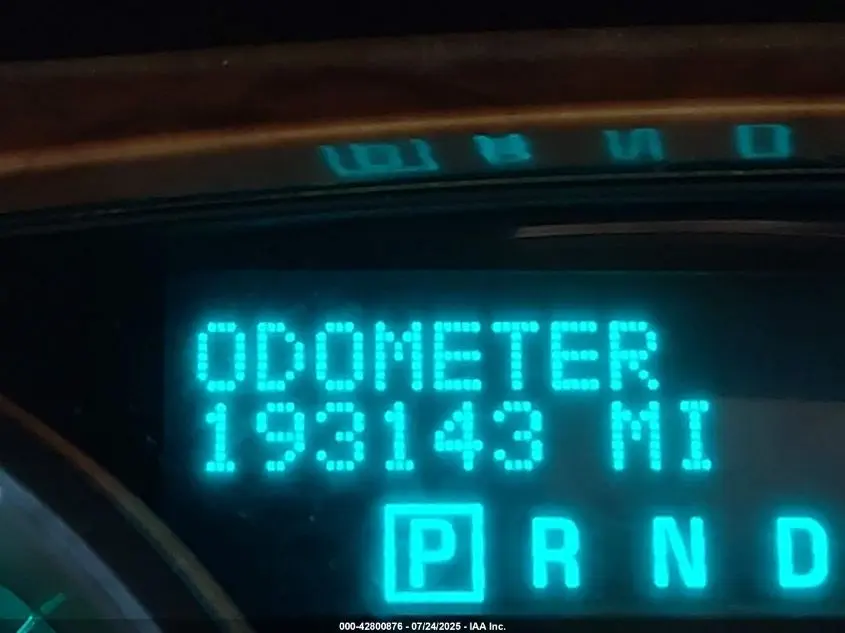 ODOMETER
193143 MI
P R N D
000-42800876 - 07/24/2025 - IAA Inc.